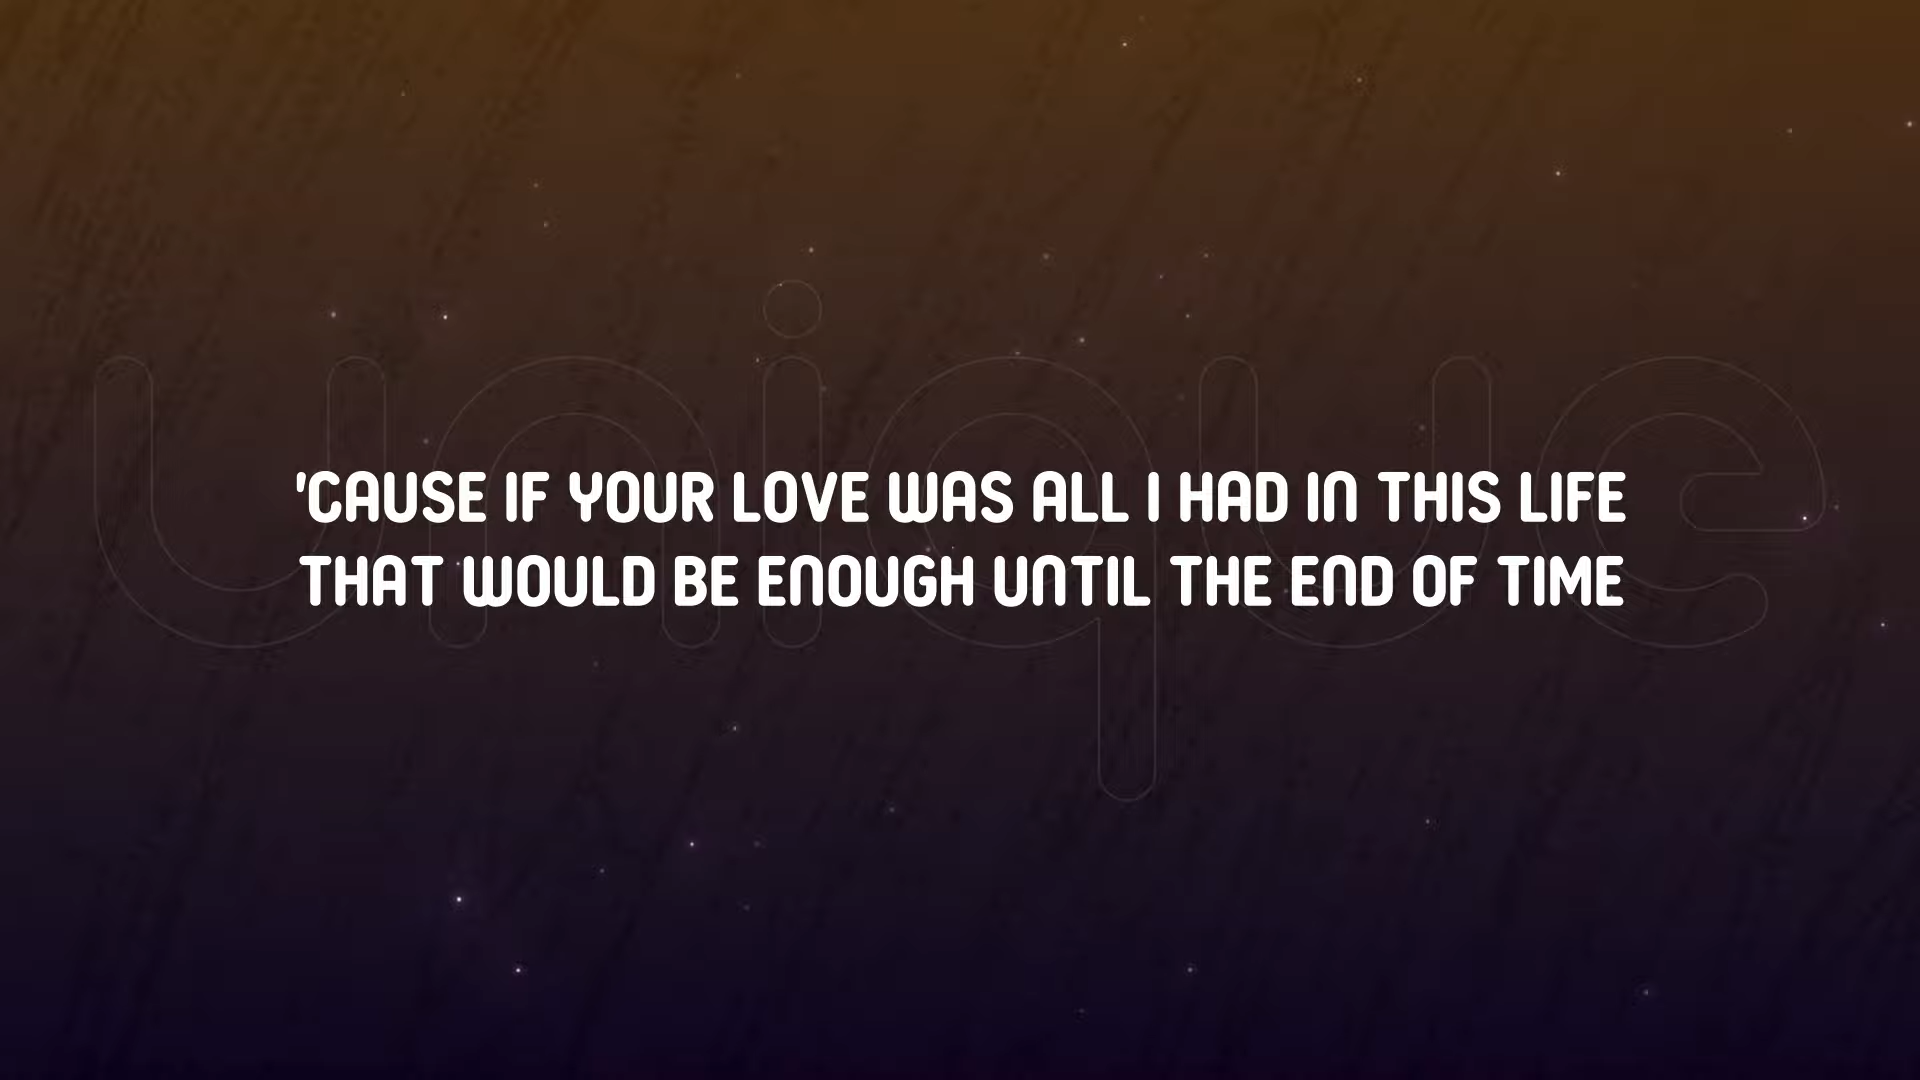 unique
'CAUSE IF YOUR LOVE WAS ALL I HAD IN THIS LIFE
THAT WOULD BE ENOUGH UNTIL THE END OF TIME